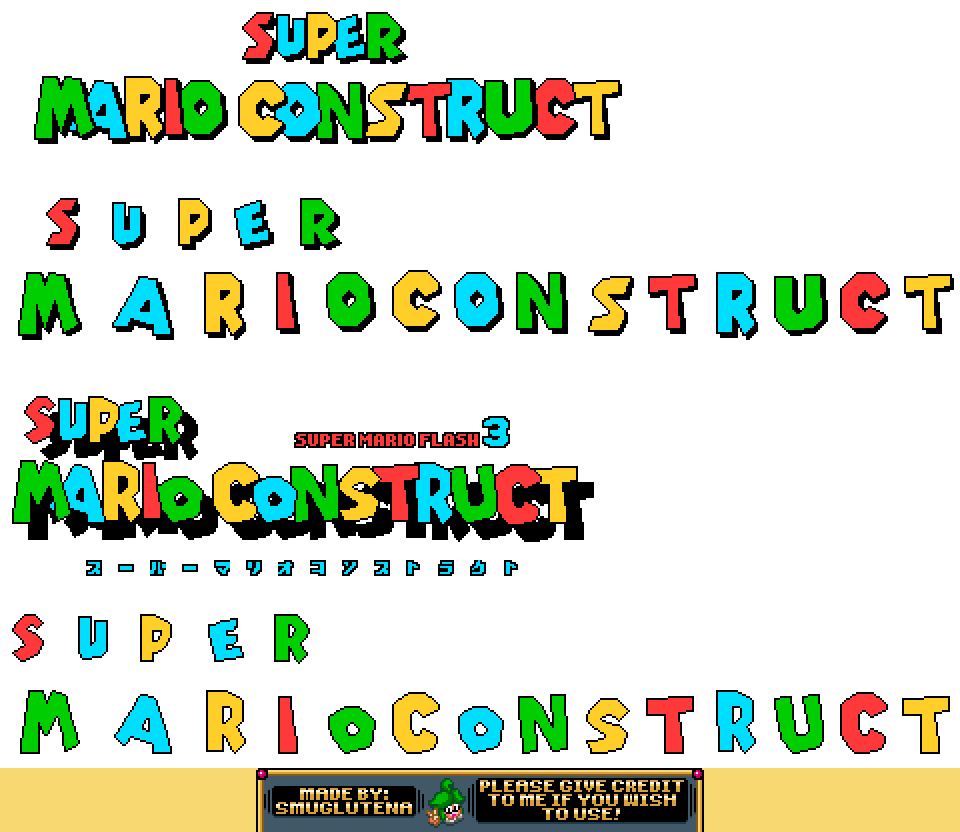 SUPER
MARIO CONSTRUCT
SUPER
MARIOCONSTRUCT
SUPER
SUPER MARIO FLASH 3
MARIO CONSTRUCT
スーパーマリオコンストラクト
SUPER
MARIOCONSTRUCT
MADE BY:
SMUGLUTENA
PLEASE GIVE CREDIT
TO ME IF YOU WISH
TO USE!